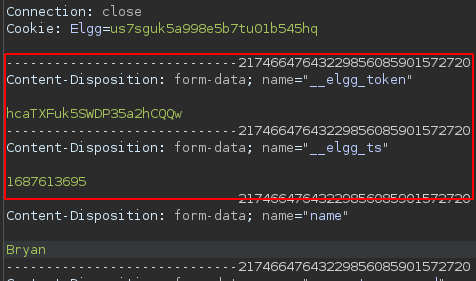 Connection: close
Cookie: Elgg=us7sguk5a998e5b7tu01b545hq
-----------------------------21746647643229856085901572720
Content-Disposition: form-data; name="__elgg_token"
hcaTXFuk5SWDP35a2hCQQw
-----------------------------21746647643229856085901572720
Content-Disposition: form-data; name="__elgg_ts"
1687613695
21746647643229856085901572720
Content-Disposition: form-data; name="name"
Bryan
-----------------------------21746647643229856085901572720